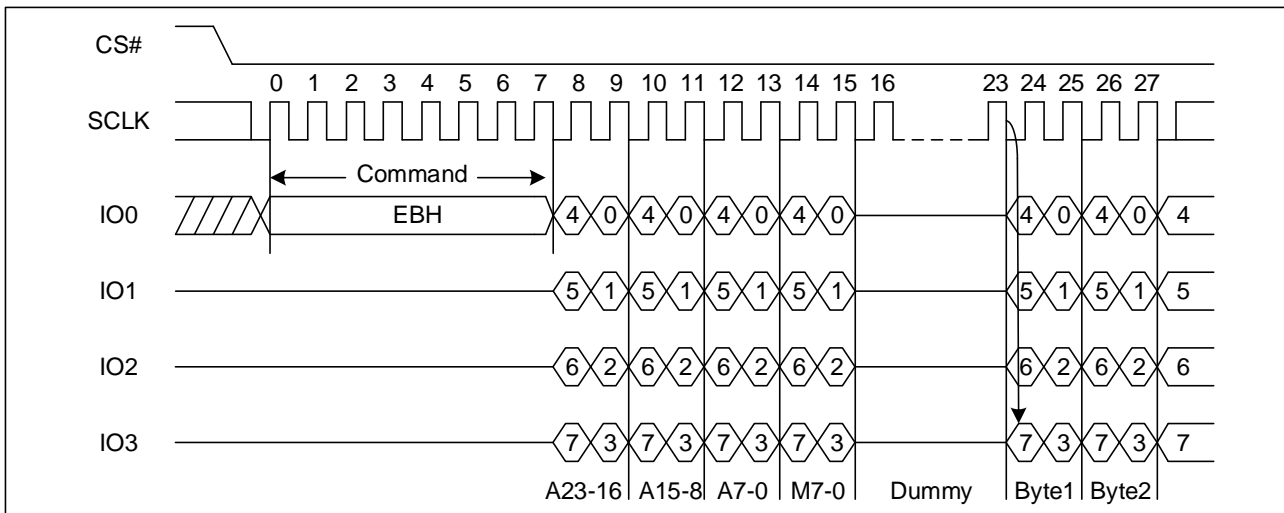 CS#
0 1 2 3 4 5 6 7 8 9 10 11 12 13 14 15 16 23 24 25 26 27
SCLK
Command
IO0 EBH 4 0 4 0 4 0 4 0 4 0 4 0 4
IO1 5 1 5 1 5 1 5 1 5 1 5 1 5
IO2 6 2 6 2 6 2 6 2 6 2 6 2 6
IO3 7 3 7 3 7 3 7 3 7 3 7 3 7
A23-16 A15-8 A7-0 M7-0 Dummy Byte1 Byte2